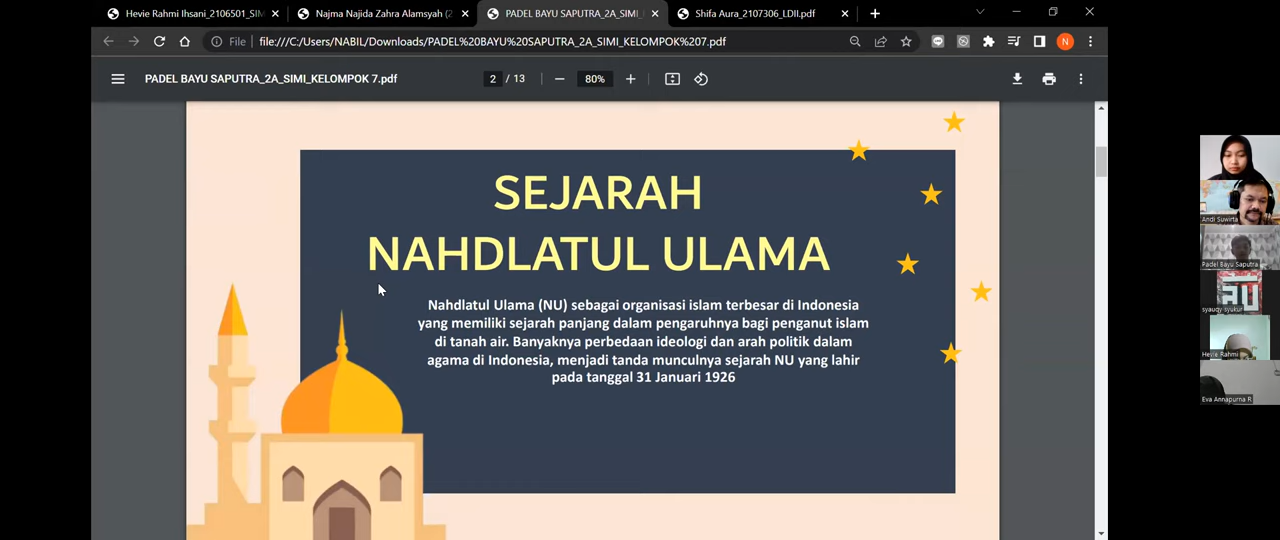 Hevie Rahmi Ihsani_2106501_SIM
Najma Najida Zahra Alamsyah (2
PADEL BAYU SAPUTRA_2A_SIMI_
Shifa Aura_2107306_LDII.pdf
File
file:///C:/Users/NABIL/Downloads/PADEL%20BAYU%20SAPUTRA_2A_SIMI_KELOMPOK%207.pdf
N
PADEL BAYU SAPUTRA_2A_SIMI_KELOMPOK 7.pdf
2 / 13
80%
SEJARAH
NAHDLATUL ULAMA
Nahdlatul Ulama (NU) sebagai organisasi islam terbesar di Indonesia
yang memiliki sejarah panjang dalam pengaruhnya bagi penganut islam
di tanah air. Banyaknya perbedaan ideologi dan arah politik dalam
agama di Indonesia, menjadi tanda munculnya sejarah NU yang lahir
pada tanggal 31 Januari 1926
Andi Suwirta
Padel Bayu Saputra
syauqy syukur
Hevie Rahmi
Eva Annapurna R